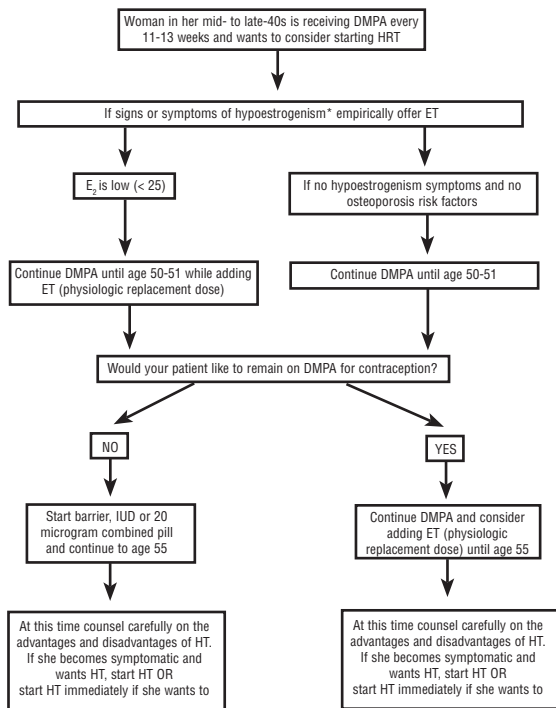 Woman in her mid- to late-40s is receiving DMPA every
11-13 weeks and wants to consider starting HRT
If signs or symptoms of hypoestrogenism* empirically offer ET
E2 is low (< 25)
If no hypoestrogenism symptoms and no
osteoporosis risk factors
Continue DMPA until age 50-51 while adding
ET (physiologic replacement dose)
Continue DMPA until age 50-51
Would your patient like to remain on DMPA for contraception?
NO
YES
Start barrier, IUD or 20
microgram combined pill
and continue to age 55
Continue DMPA and consider
adding ET (physiologic
replacement dose) until age 55
At this time counsel carefully on the
advantages and disadvantages of HT.
If she becomes symptomatic and
wants HT, start HT OR
start HT immediately if she wants to
At this time counsel carefully on the
advantages and disadvantages of HT.
If she becomes symptomatic and
wants HT, start HT OR
start HT immediately if she wants to